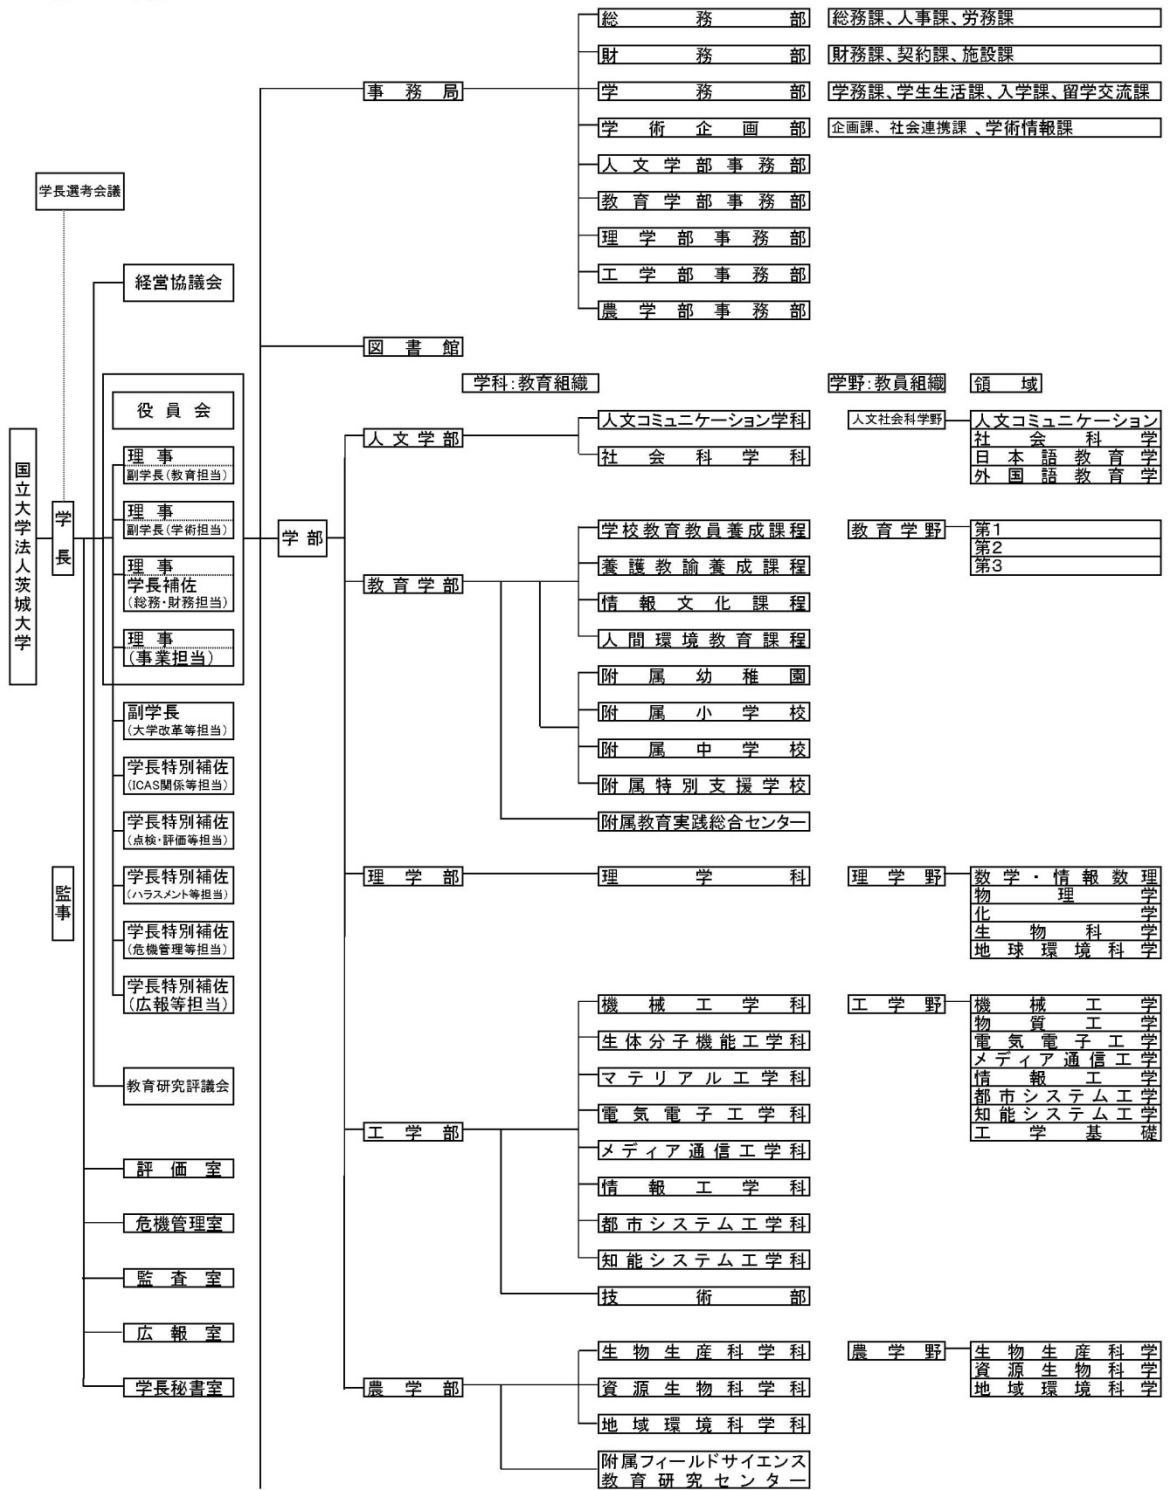 総務部
総務課、人事課、労務課
財務部
財務課、契約課、施設課
事務局
学務部
学務課、学生生活課、入学課、留学交流課
学術企画部
企画課、社会連携課、学術情報課
人文学部事務部
教育学部事務部
理学部事務部
工学部事務部
農学部事務部
学長選考会議
経営協議会
図書館
学科：教育組織
学野：教員組織
領域
国立大学法人茨城大学
学長
監事
役員会
理事
副学長（教育担当）
理事
副学長（学術担当）
理事
学長補佐
（総務・財務担当）
理事
（事業担当）
副学長
（大学改革等担当）
学長特別補佐
（ICAS関係等担当）
学長特別補佐
（点検・評価等担当）
学長特別補佐
（ハラスメント等担当）
学長特別補佐
（危機管理等担当）
学長特別補佐
（広報等担当）
教育研究評議会
評価室
危機管理室
監査室
広報室
学長秘書室
学部
人文学部
人文コミュニケーション学科
社会科学科
人文社会科学野
人文コミュニケーション
社会科学
日本語教育学
外国語教育学
教育学部
学校教育教員養成課程
養護教諭養成課程
情報文化課程
人間環境教育課程
附属幼稚園
附属小学校
附属中学校
附属特別支援学校
附属教育実践総合センター
教育学野
第1
第2
第3
理学部
理学科
理学野
数学・情報数理
物理学
化学
生物科学
地球環境科学
工学部
機械工学科
生体分子機能工学科
マテリアル工学科
電気電子工学科
メディア通信工学科
情報工学科
都市システム工学科
知能システム工学科
技術部
工学野
機械工学
物質工学
電気電子工学
メディア通信工学
情報工学
都市システム工学
知能システム工学
工学基礎
農学部
生物生産科学科
資源生物科学科
地域環境科学科
附属フィールドサイエンス
教育研究センター
農学野
生物生産科学
資源生物科学
地域環境科学